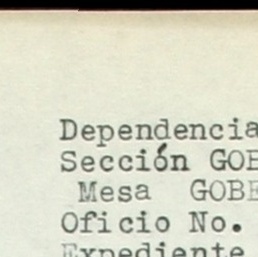 Dependencia
Sección GOB
Mesa GOBE
Oficio No.
Expediente